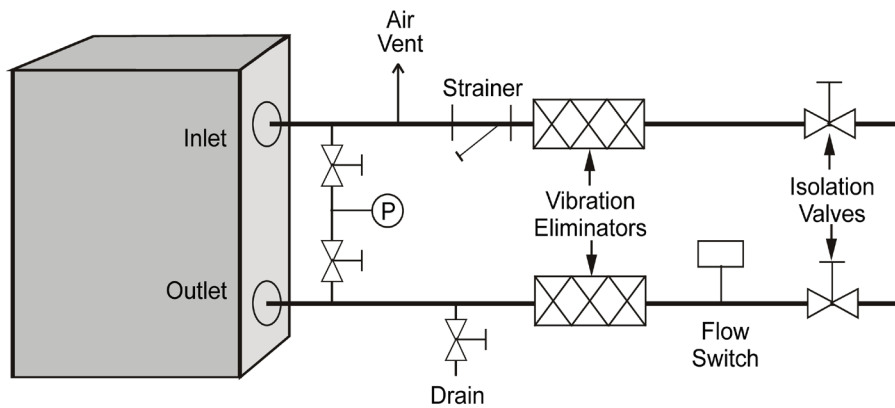 Air
Vent
Strainer
Inlet
P
Vibration
Eliminators
Isolation
Valves
Outlet
Flow
Switch
Drain